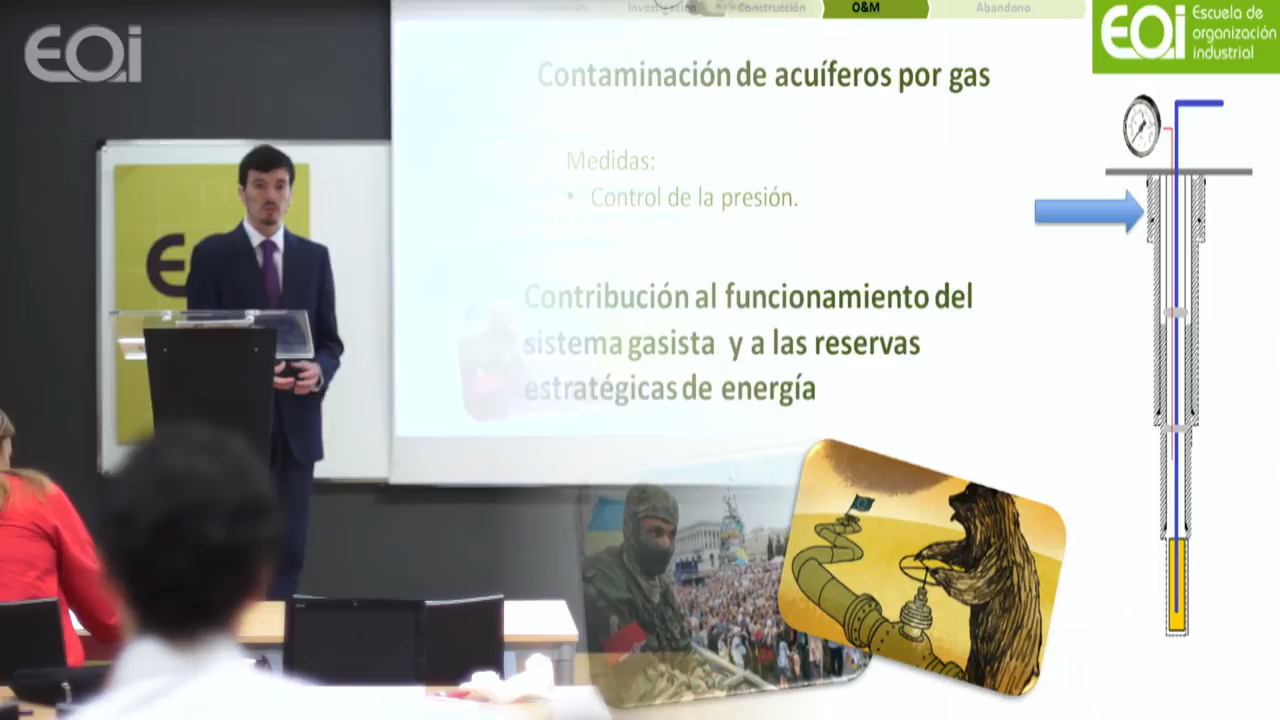 Investigación
Construcción
O&M
Abandono
EOi
EOi
Escuela de
organización
industrial
Contaminación de acuíferos por gas
Medidas:
• Control de la presión.
Contribución al funcionamiento del
sistema gasista y a las reservas
estratégicas de energía